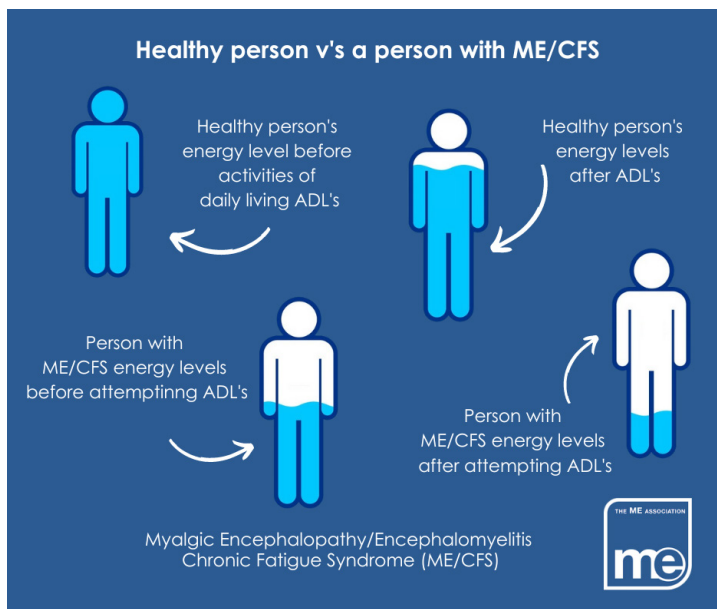 Healthy person v's a person with ME/CFS
Healthy person's
energy level before
activities of
daily living ADL's
Healthy person's
energy levels
after ADL's
Person with
ME/CFS energy levels
before attemptinng ADL's
Person with
ME/CFS energy levels
after attempting ADL's
Myalgic Encephalopathy/Encephalomyelitis
Chronic Fatigue Syndrome (ME/CFS)
THE ME ASSOCIATION
me